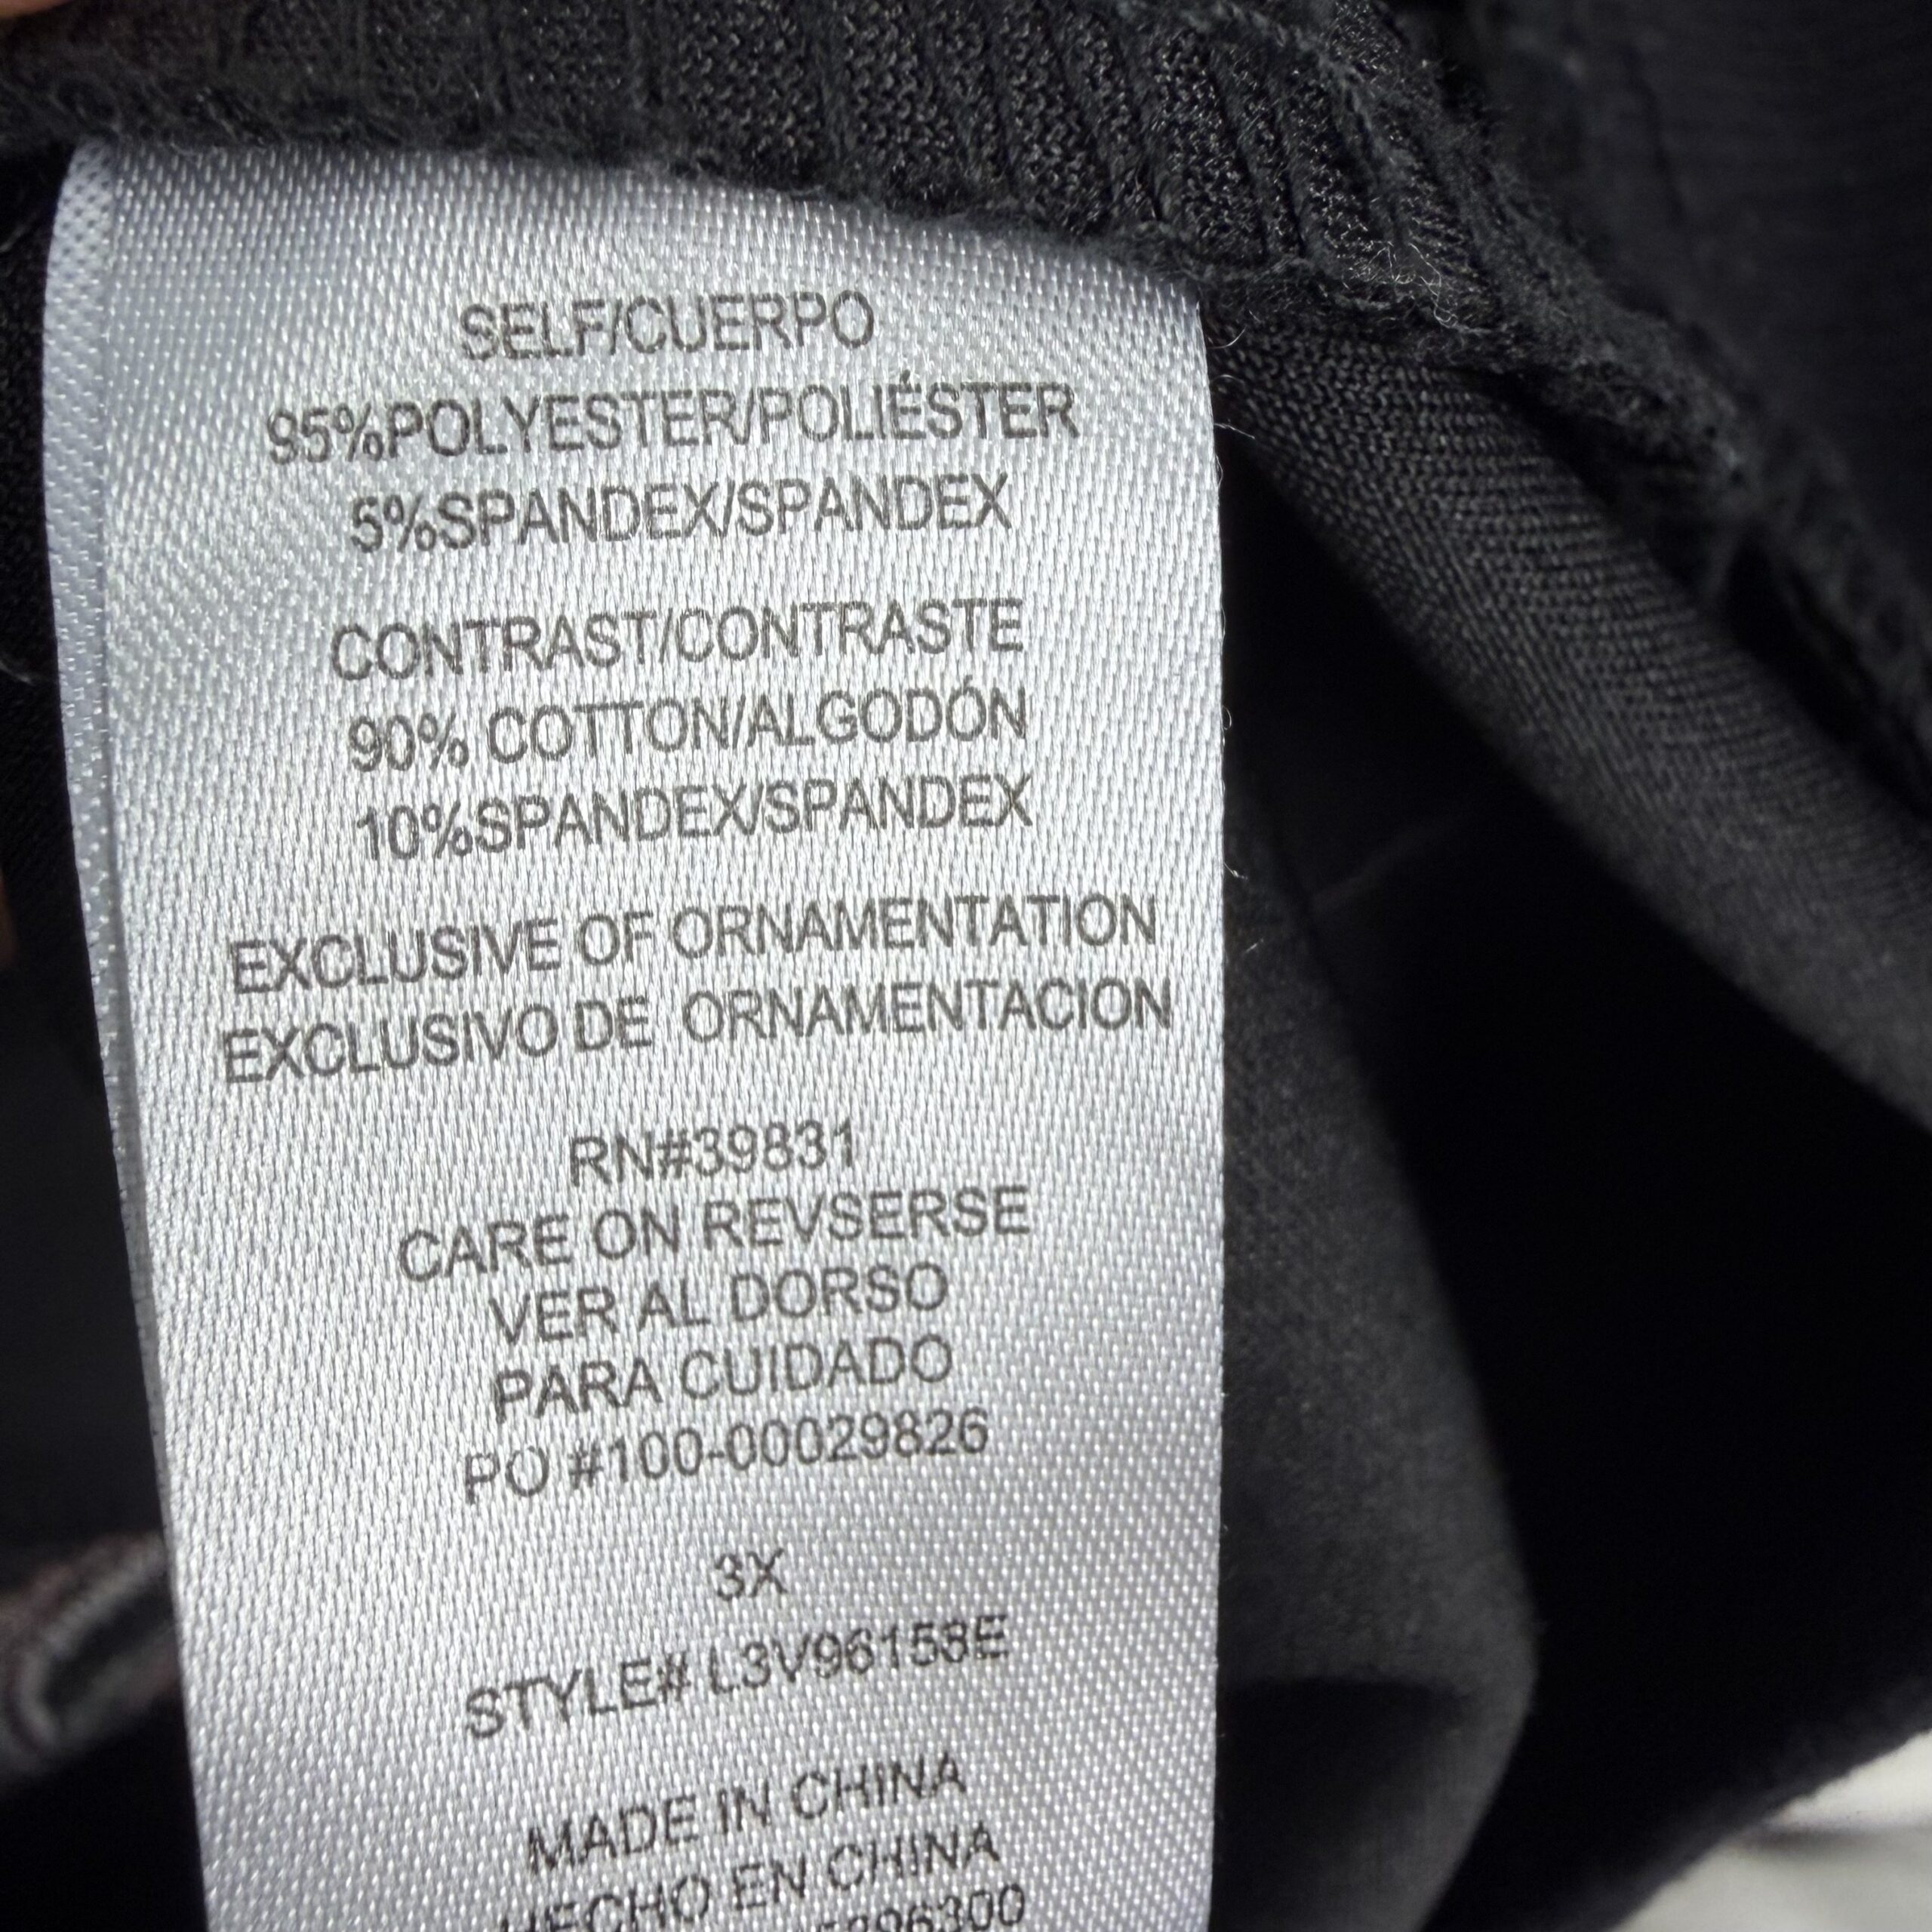 SELF/CUERPO
95%POLYESTER/POLIÉSTER
5%SPANDEX/SPANDEX
CONTRAST/CONTRASTE
90% COTTON/ALGODÓN
10%SPANDEX/SPANDEX
EXCLUSIVE OF ORNAMENTATION
EXCLUSIVO DE ORNAMENTACION
RN#39831
CARE ON REVSERSE
VER AL DORSO
PARA CUIDADO
PO #100-00029826
3X
STYLE# L3V96158E
MADE IN CHINA
HECHO EN CHINA